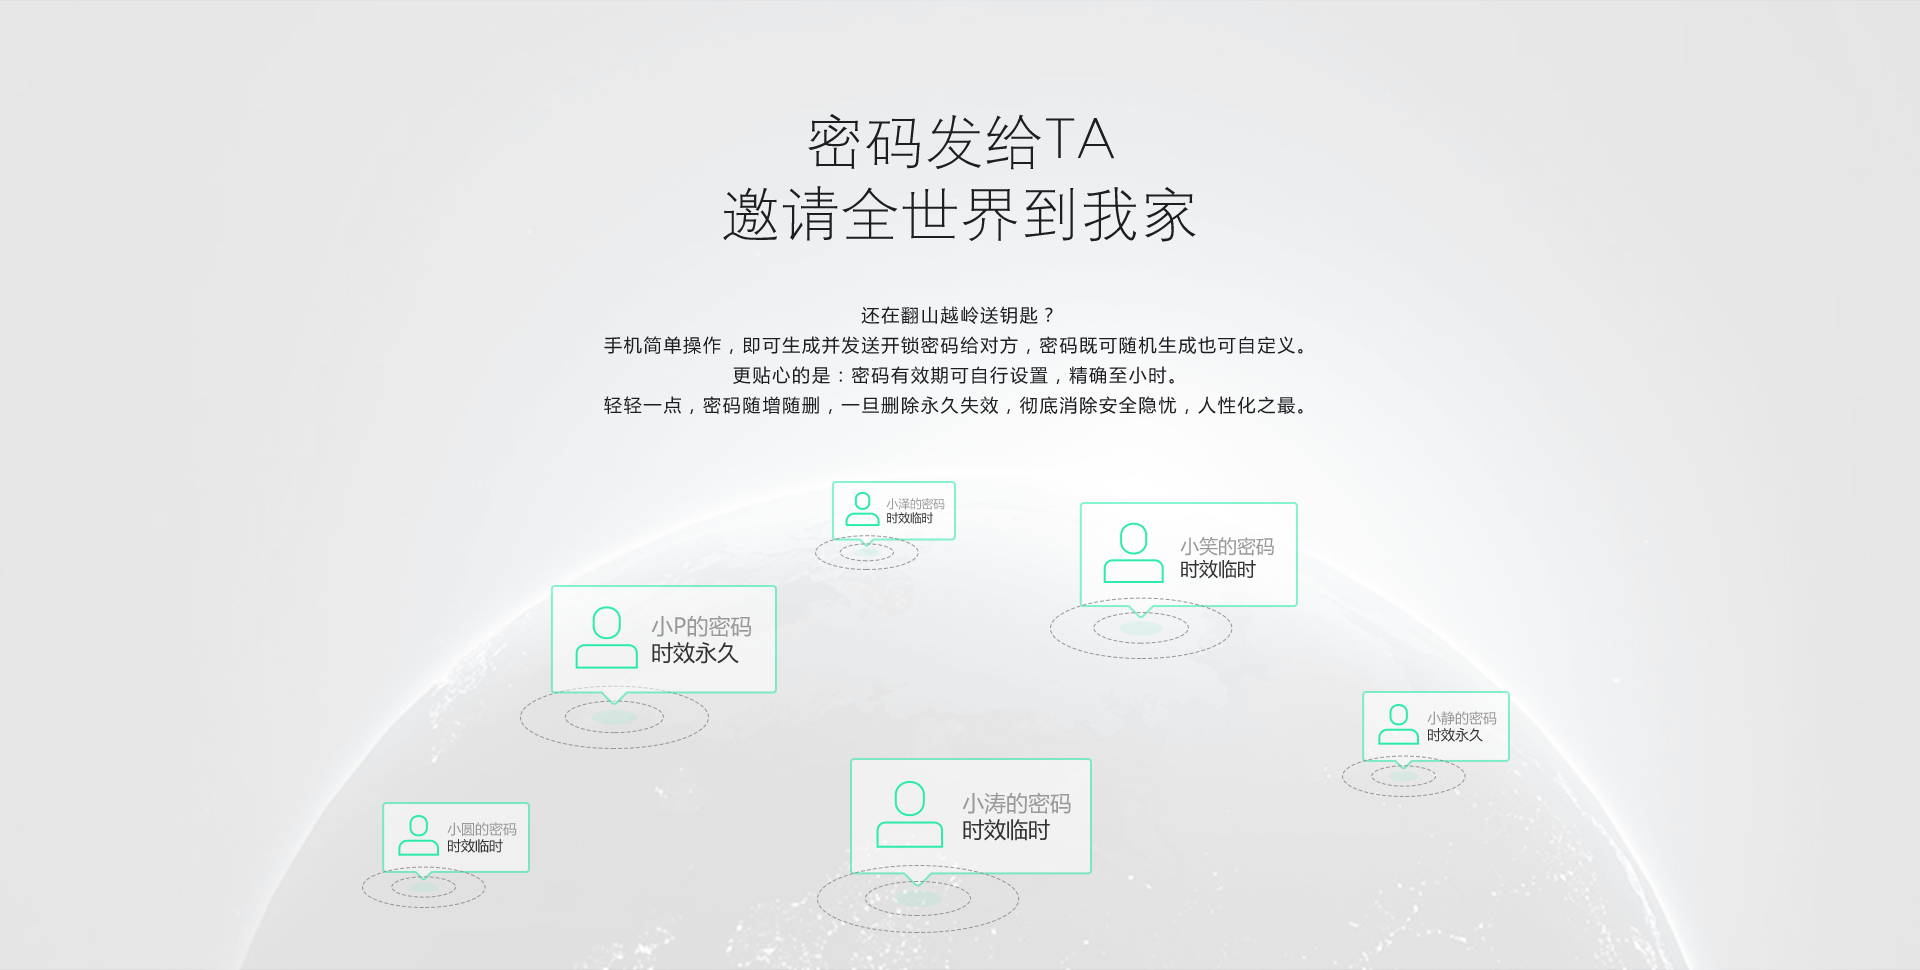 密码发给TA
邀请全世界到我家
还在翻山越岭送钥匙？
手机简单操作，即可生成并发送开锁密码给对方，密码既可随机生成也可自定义。
更贴心的是：密码有效期可自行设置，精确至小时。
轻轻一点，密码随增随删，一旦删除永久失效，彻底消除安全隐忧，人性化之最。
小泽的密码
时效临时
小笑的密码
时效临时
小P的密码
时效永久
小静的密码
时效永久
小涛的密码
时效临时
小圆的密码
时效临时